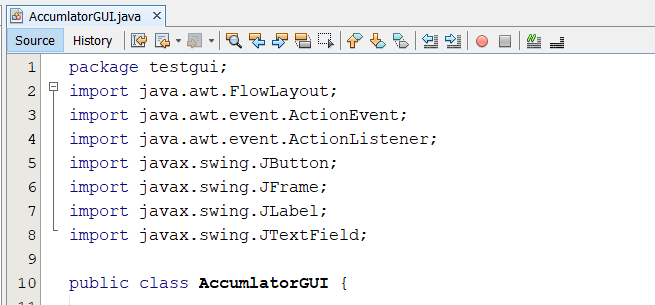 AccumlatorGUI.java
Source History
1 package testgui;
2 import java.awt.FlowLayout;
3 import java.awt.event.ActionEvent;
4 import java.awt.event.ActionListener;
5 import javax.swing.JButton;
6 import javax.swing.JFrame;
7 import javax.swing.JLabel;
8 import javax.swing.JTextField;
9
10 public class AccumlatorGUI {